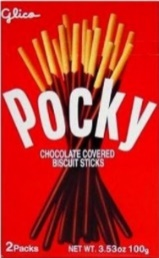 Glico
POCKY
CHOCOLATE COVERED
BISCUIT STICKS
2Packs NET WT. 3.53oz 100g